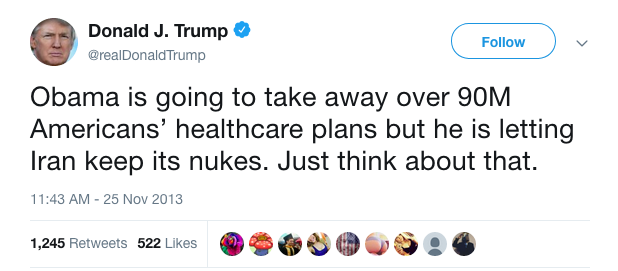 Donald J. Trump
@realDonaldTrump
Follow
Obama is going to take away over 90M
Americans’ healthcare plans but he is letting
Iran keep its nukes. Just think about that.
11:43 AM - 25 Nov 2013
1,245 Retweets 522 Likes